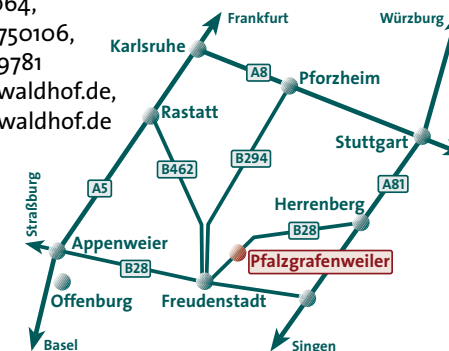 064,
750106,
9781
waldhof.de,
waldhof.de
Frankfurt
Würzburg
Karlsruhe
A8
Pforzheim
Rastatt
Stuttgart
B462
B294
A5
A81
Straßburg
Herrenberg
Appenweier
B28
Pfalzgrafenweiler
B28
Offenburg
Freudenstadt
Basel
Singen